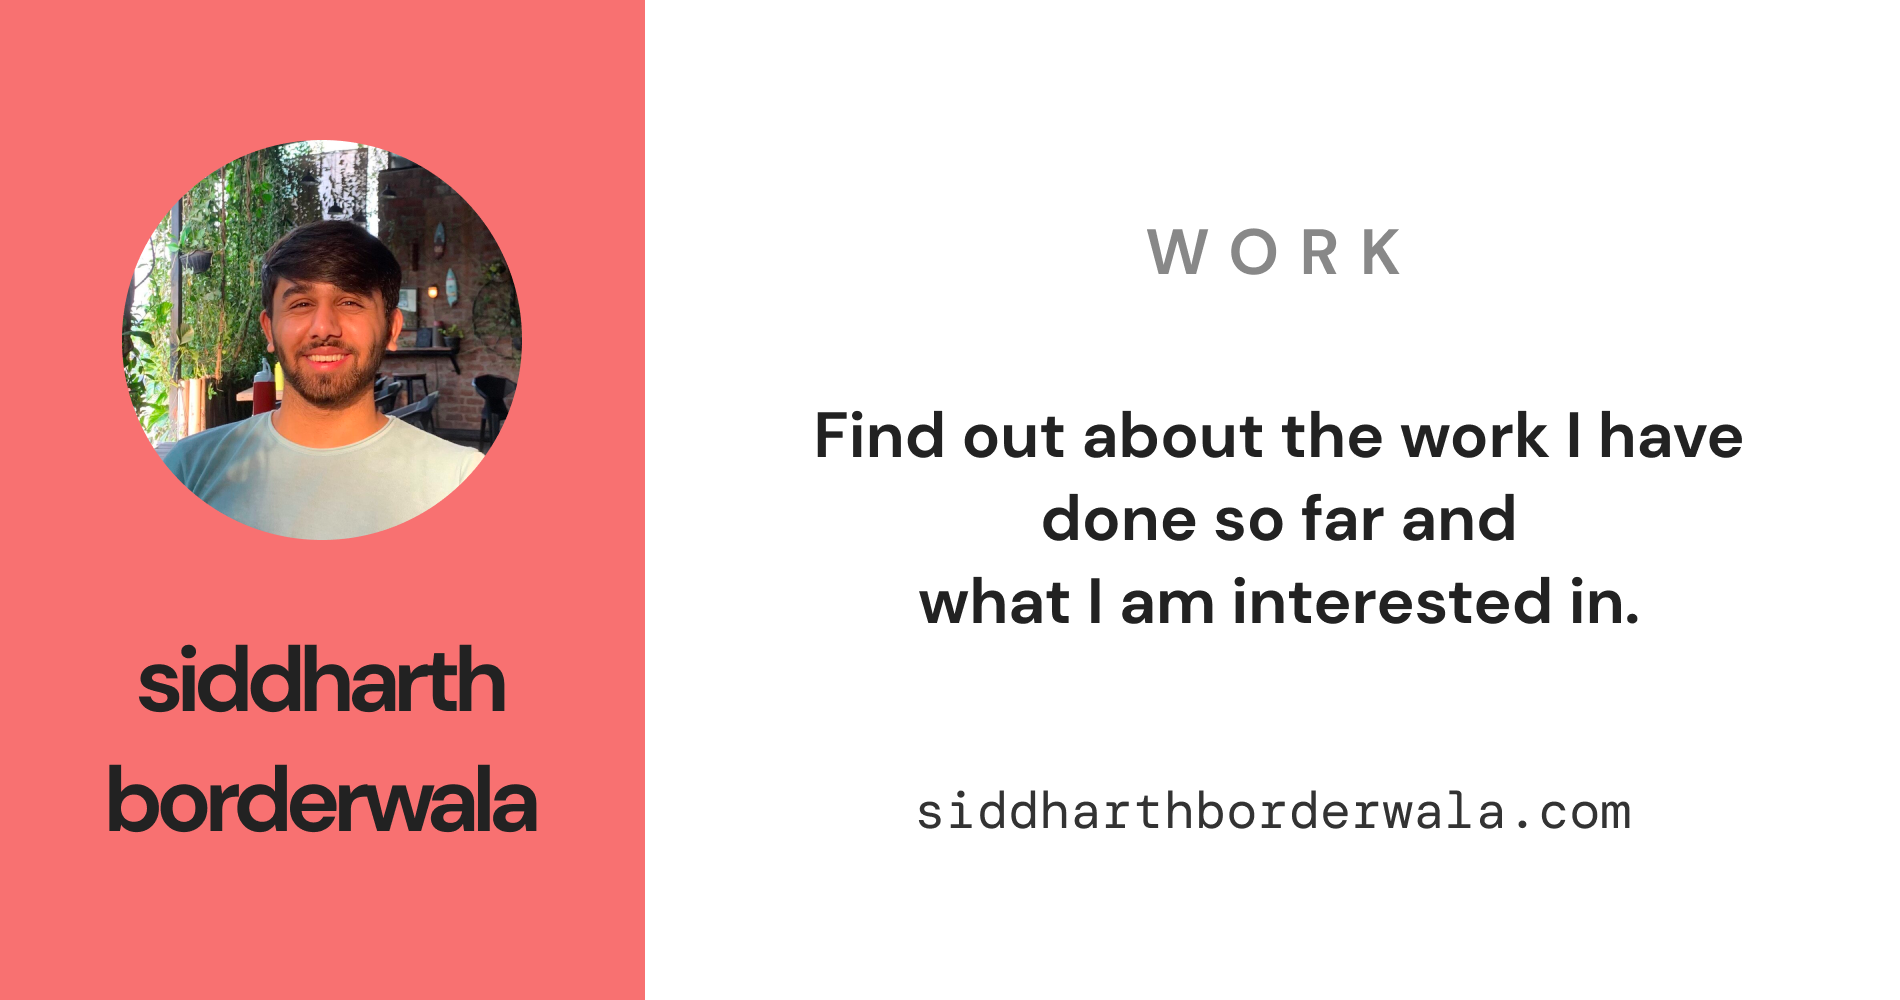 siddharth
borderwala
WORK
Find out about the work I have
done so far and
what I am interested in.
siddharthborderwala.com